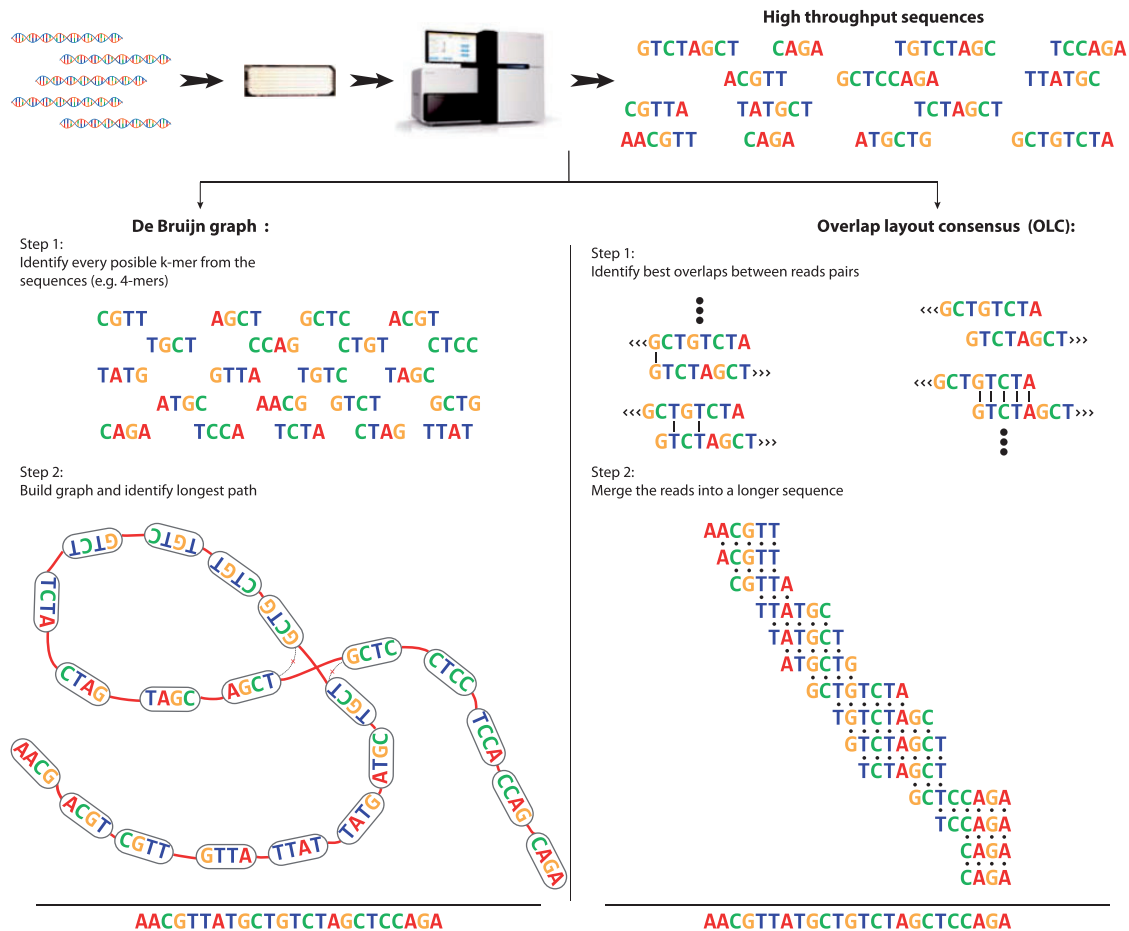 High throughput sequences
GTCTAGCT CAGA TGTCTAGC TCCAGA
ACGTT GCTCCAGA TTATGC
CGTTA TATGCT TCTAGCT
AACGTT CAGA ATGCTG GCTGTCTA
De Bruijn graph :
Step 1:
Identify every posible k-mer from the
sequences (e.g. 4-mers)
CGTT AGCT GCTC ACGT
TGCT CCAG CTGT CTCC
TATG GTTA TGTC TAGC
ATGC AACG GTCT GCTG
CAGA TCCA TCTA CTAG TTAT
Step 2:
Build graph and identify longest path
AACG
ACGT
CGTT
GTTA
TTAT
TATG
ATGC
TGCT
GCTG
CTGT
TGTC
GTCT
TCTA
CTAG
TAGC
AGCT
GCTC
CTCC
TCCA
CCAG
CAGA
AACGTTATGCTGTCTAGCTCCAGA
Overlap layout consensus (OLC):
Step 1:
Identify best overlaps between reads pairs
‹‹‹GCTGTCTA
GTCTAGCT›››
‹‹‹GCTGTCTA
GTCTAGCT›››
‹‹‹GCTGTCTA
GTCTAGCT›››
‹‹‹GCTGTCTA
GTCTAGCT›››
Step 2:
Merge the reads into a longer sequence
AACGTT
ACGTT
CGTTA
TTATGC
TATGCT
ATGCTG
GCTGTCTA
TGTCTAGC
GTCTAGCT
TCTAGCT
GCTCCAGA
TCCAGA
CAGA
CAGA
AACGTTATGCTGTCTAGCTCCAGA